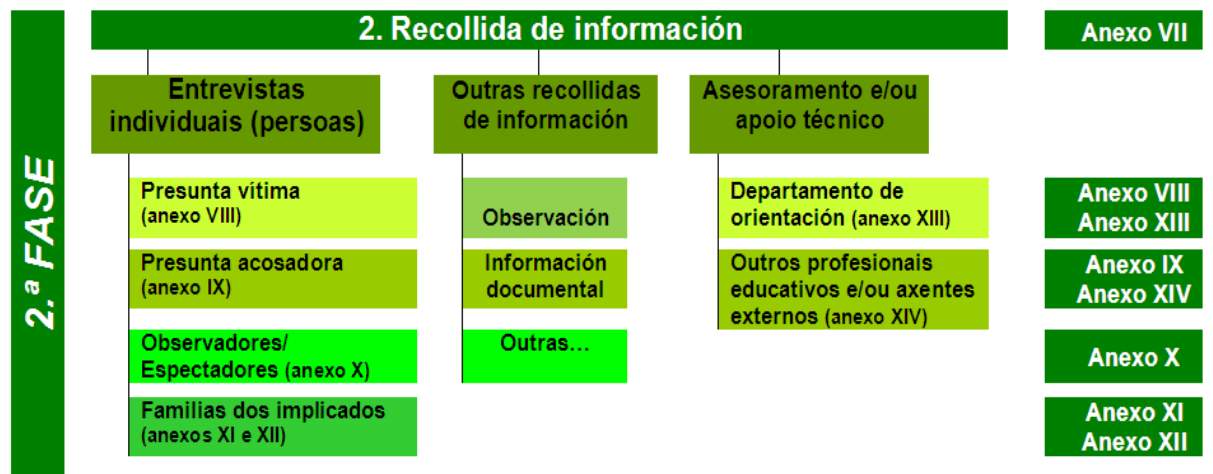 2.ª FASE
2. Recollida de información
Anexo VII
Entrevistas
individuais (persoas)
Outras recollidas
de información
Asesoramento e/ou
apoio técnico
Presunta vítima
(anexo VIII)
Observación
Departamento de
orientación (anexo XIII)
Anexo VIII
Anexo XIII
Presunta acosadora
(anexo IX)
Información
documental
Outros profesionais
educativos e/ou axentes
externos (anexo XIV)
Anexo IX
Anexo XIV
Observadores/
Espectadores (anexo X)
Outras...
Anexo X
Familias dos implicados
(anexos XI e XII)
Anexo XI
Anexo XII